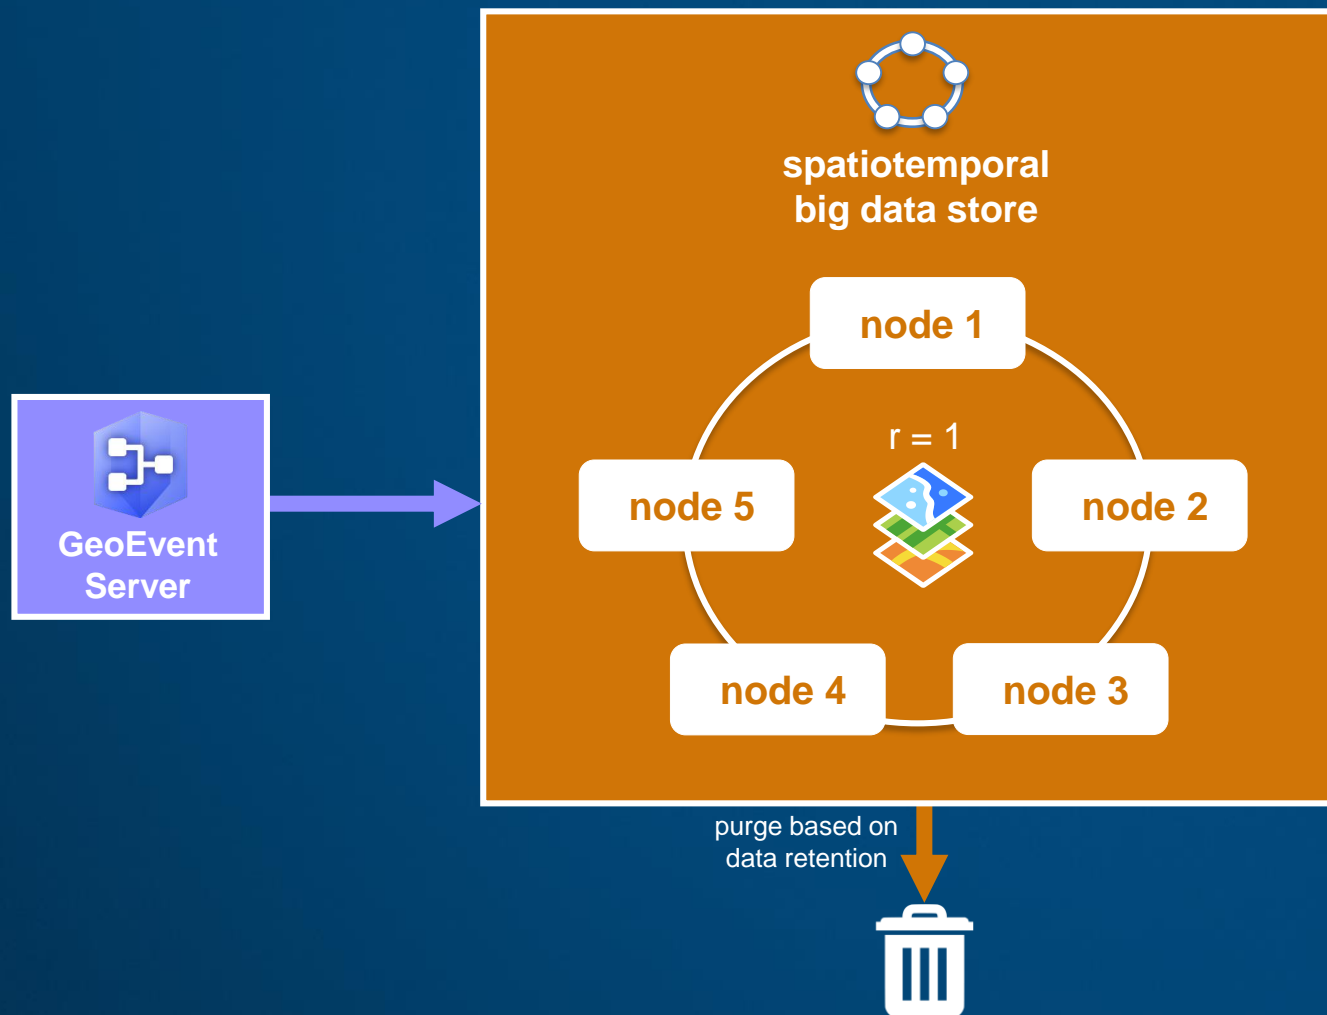 spatiotemporal
big data store
node 1
r = 1
node 5
node 2
GeoEvent
Server
node 4
node 3
purge based on
data retention